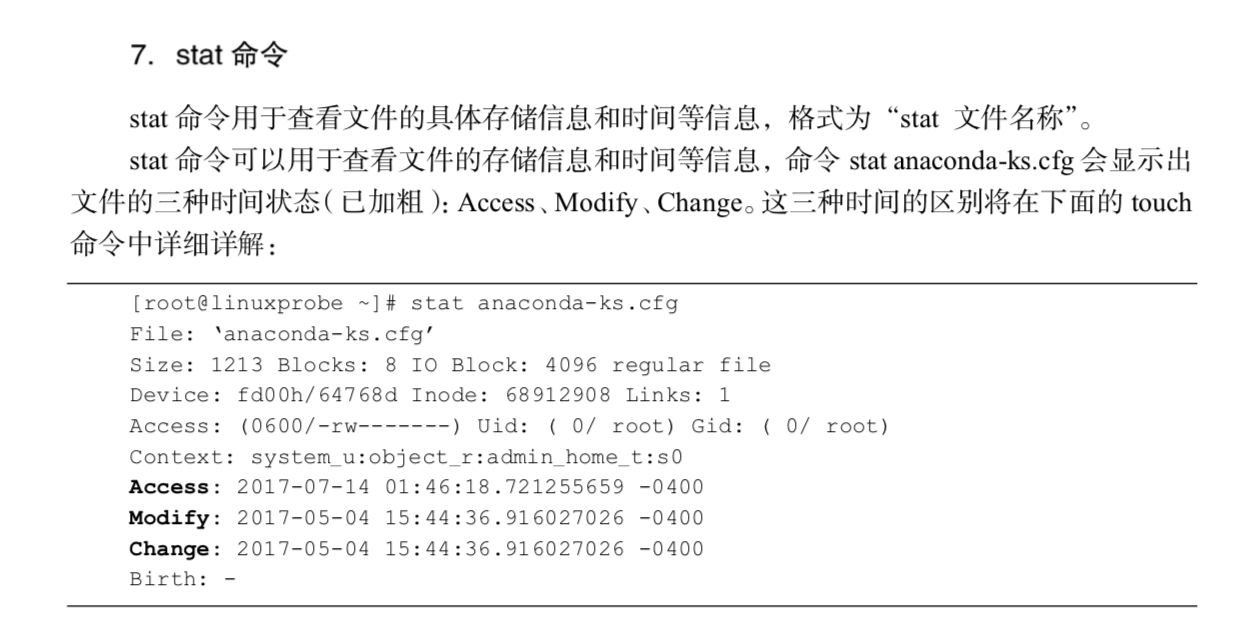 7. stat 命令
stat 命令用于查看文件的具体存储信息和时间等信息，格式为“stat 文件名称”。
stat 命令可以用于查看文件的存储信息和时间等信息，命令 stat anaconda-ks.cfg 会显示出
文件的三种时间状态（已加粗）：Access、Modify、Change。这三种时间的区别将在下面的 touch
命令中详细详解：
[root@linuxprobe ~]# stat anaconda-ks.cfg
File: ‘anaconda-ks.cfg’
Size: 1213 Blocks: 8 IO Block: 4096 regular file
Device: fd00h/64768d Inode: 68912908 Links: 1
Access: (0600/-rw-------) Uid: ( 0/ root) Gid: ( 0/ root)
Context: system_u:object_r:admin_home_t:s0
Access: 2017-07-14 01:46:18.721255659 -0400
Modify: 2017-05-04 15:44:36.916027026 -0400
Change: 2017-05-04 15:44:36.916027026 -0400
Birth: -